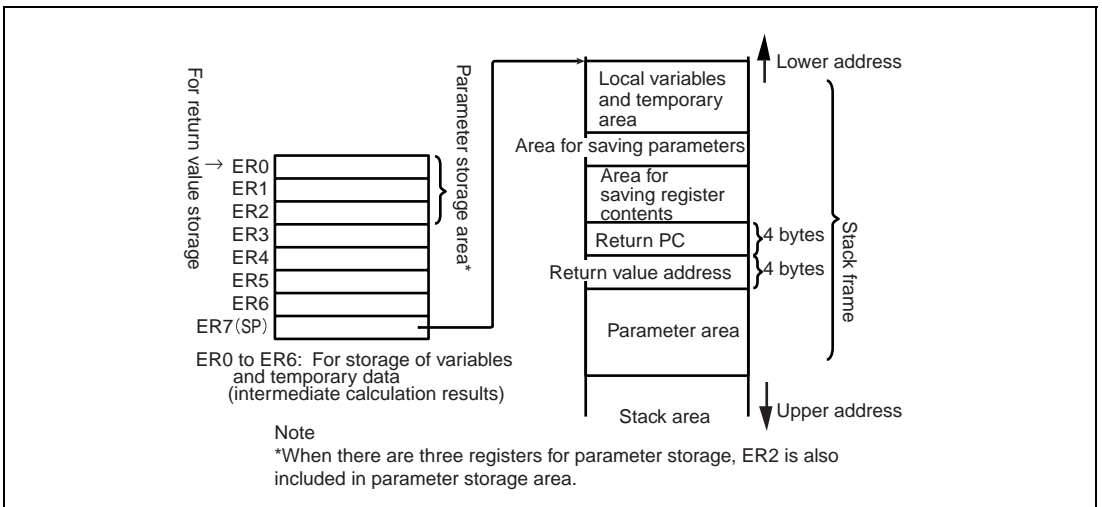 For return value storage
→ ER0
ER1
ER2
ER3
ER4
ER5
ER6
ER7(SP)
Parameter storage area*
ER0 to ER6: For storage of variables
and temporary data
(intermediate calculation results)
Lower address
Local variables
and temporary
area
Area for saving parameters
Area for
saving register
contents
Return PC
4 bytes
Return value address
4 bytes
Parameter area
Stack frame
Stack area
Upper address
Note
*When there are three registers for parameter storage, ER2 is also
included in parameter storage area.